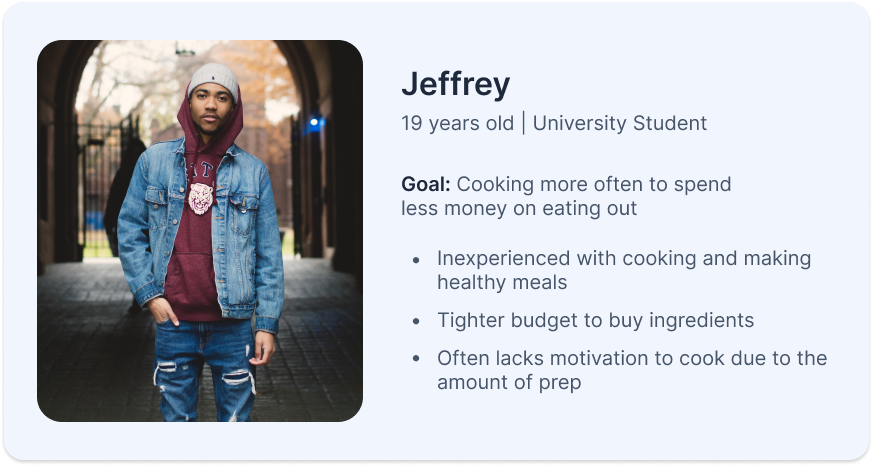 Jeffrey
19 years old | University Student
Goal: Cooking more often to spend
less money on eating out
• Inexperienced with cooking and making
healthy meals
• Tighter budget to buy ingredients
• Often lacks motivation to cook due to the
amount of prep